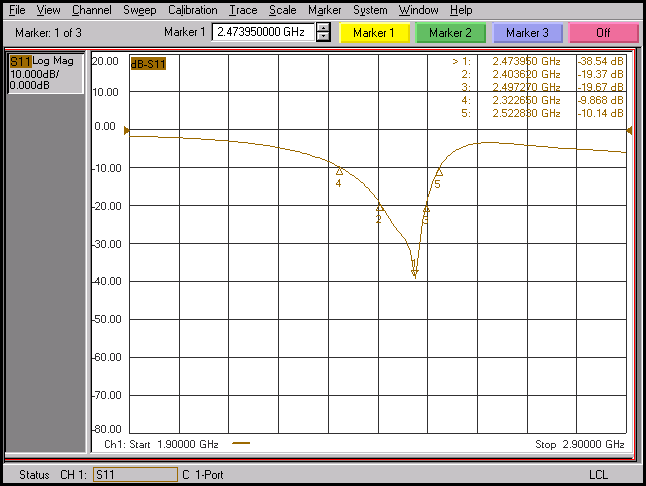 File View Channel Sweep Calibration Trace Scale Marker System Window Help
Marker: 1 of 3 Marker 1 2.473950000 GHz Marker 1 Marker 2 Marker 3 Off
S11 Log Mag
10.000dB/
0.000dB
dB-S11
> 1: 2.473950 GHz -38.54 dB
2: 2.403620 GHz -19.37 dB
3: 2.497270 GHz -19.67 dB
4: 2.322650 GHz -9.868 dB
5: 2.522830 GHz -10.14 dB
20.00
10.00
0.00
-10.00
-20.00
-30.00
-40.00
-50.00
-60.00
-70.00
-80.00
4
2
1
3
5
Ch1: Start 1.90000 GHz
Stop 2.90000 GHz
Status CH 1: S11 C 1-Port LCL